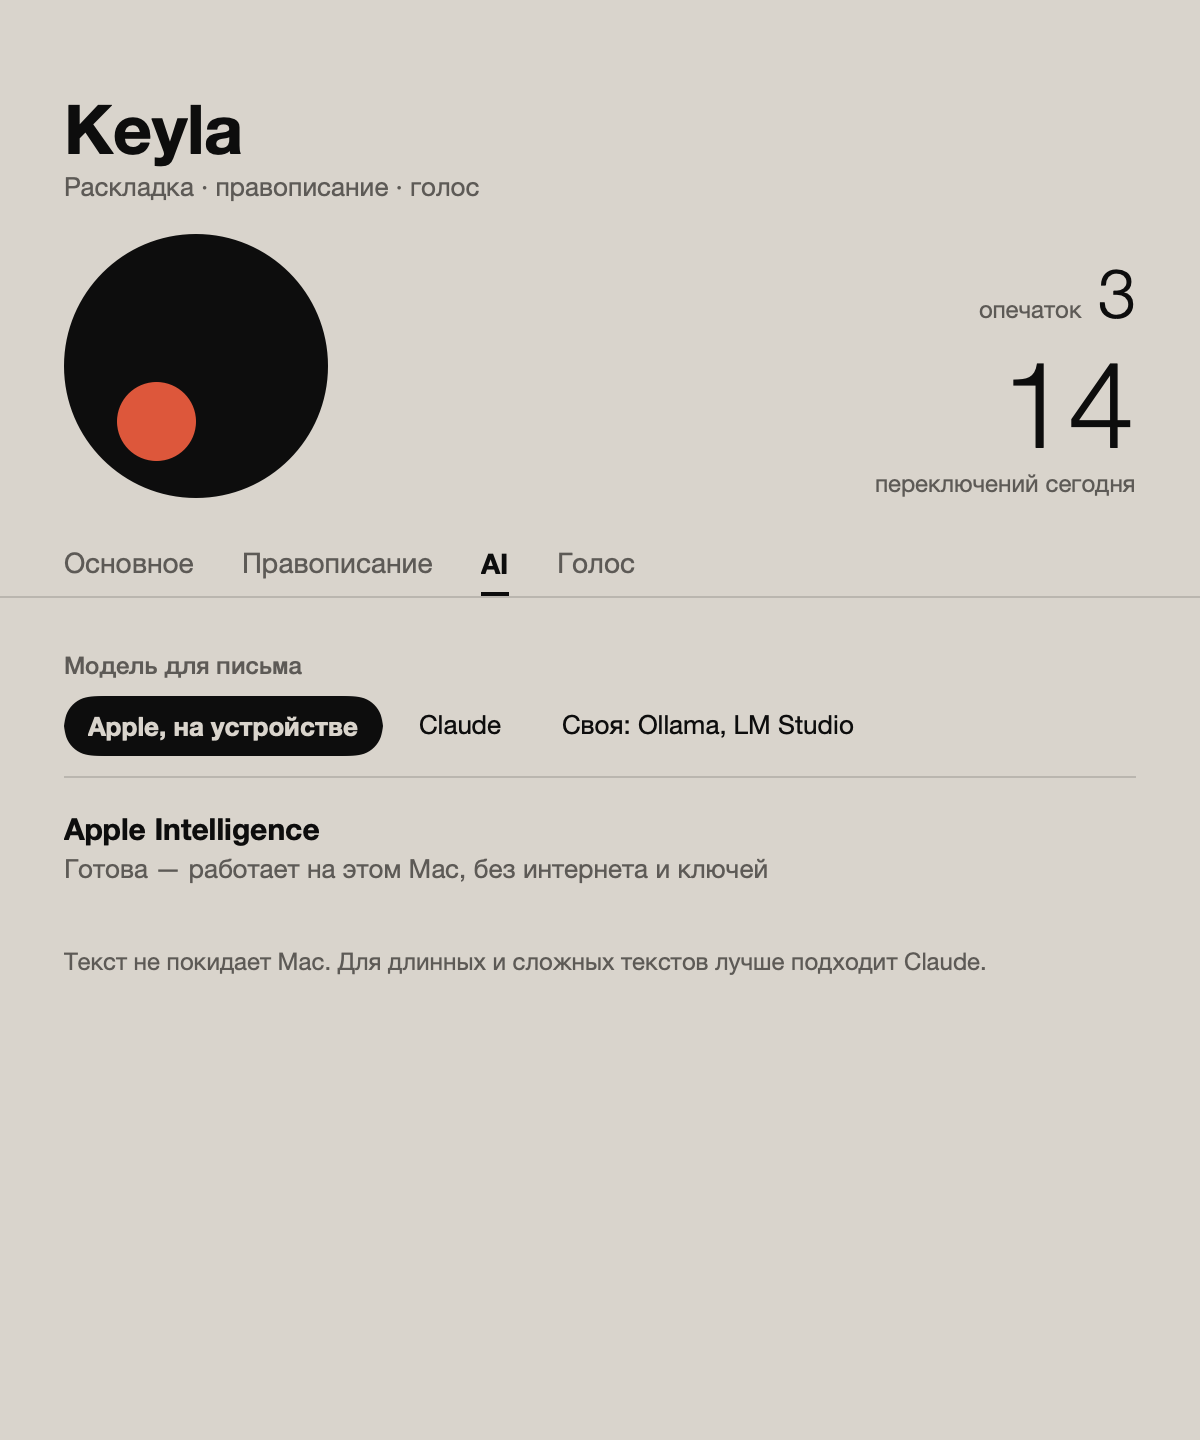 Keyla
Раскладка · правописание · голос
опечаток 3
14
переключений сегодня
Основное Правописание AI Голос
Модель для письма
Apple, на устройстве Claude Своя: Ollama, LM Studio
Apple Intelligence
Готова — работает на этом Mac, без интернета и ключей
Текст не покидает Mac. Для длинных и сложных текстов лучше подходит Claude.